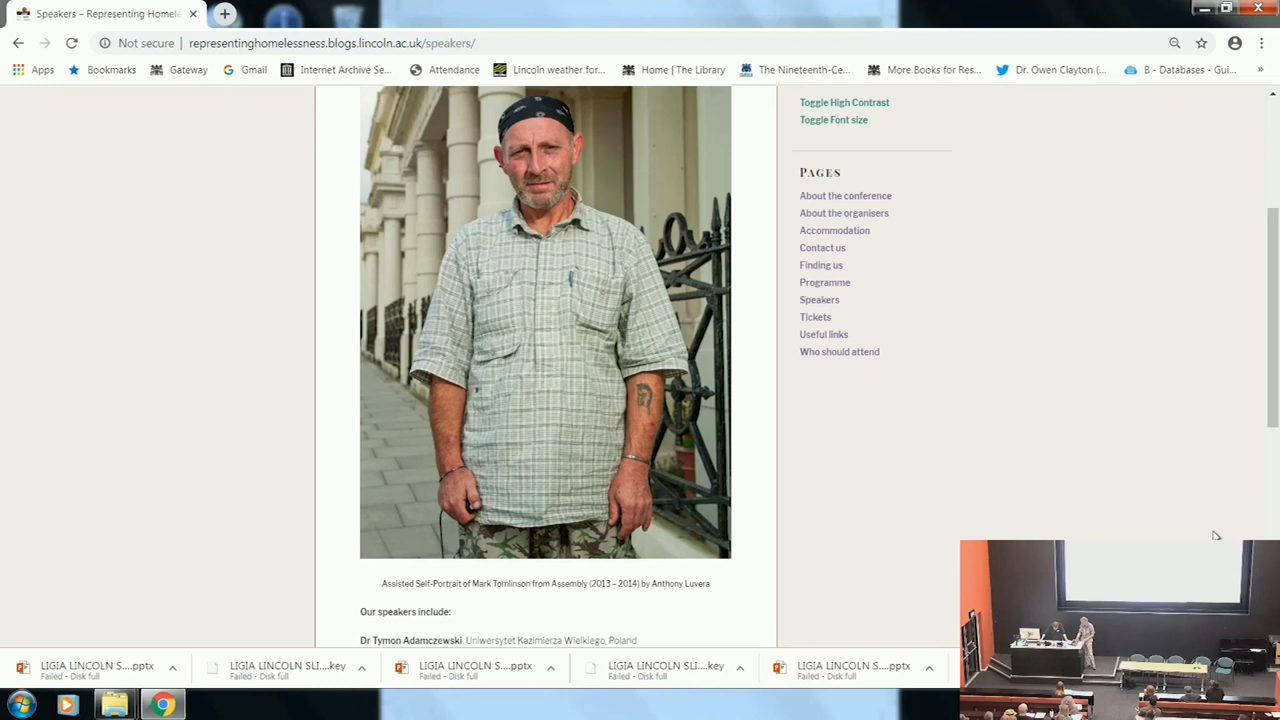 Speakers – Representing Homele
Not secure
representinghomelessness.blogs.lincoln.ac.uk/speakers/
Apps
Bookmarks
Gateway
Gmail
Internet Archive Se...
Attendance
Lincoln weather for...
Home | The Library
The Nineteenth-Ce...
More Books for Res...
Dr. Owen Clayton (...
B - Databases - Gui...
»
Toggle High Contrast
Toggle Font size
PAGES
About the conference
About the organisers
Accommodation
Contact us
Finding us
Programme
Speakers
Tickets
Useful links
Who should attend
Assisted Self-Portrait of Mark Tomlinson from Assembly (2013 – 2014) by Anthony Luvera
Our speakers include:
Dr Tymon Adamczewski, Uniwersytet Kazimierza Wielkiego, Poland
LIGIA LINCOLN S....pptx
Failed - Disk full
LIGIA LINCOLN SLI....key
Failed - Disk full
LIGIA LINCOLN S....pptx
Failed - Disk full
LIGIA LINCOLN SLI....key
Failed - Disk full
LIGIA LINCOLN S....pptx
Failed - Disk full